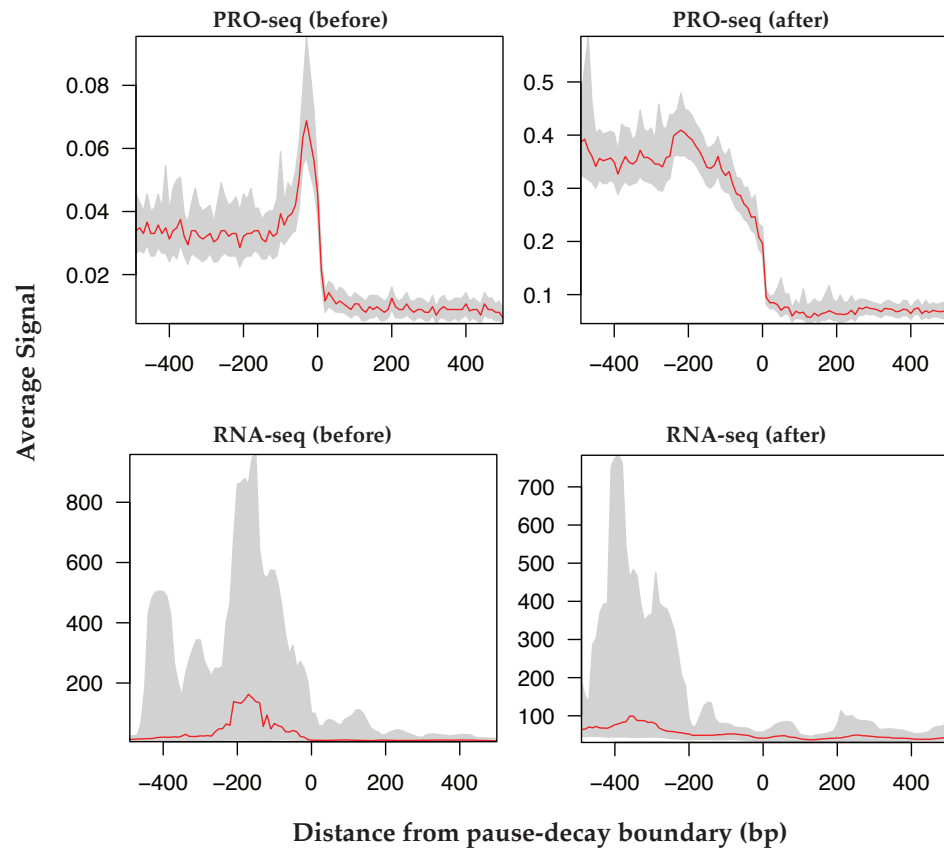 PRO-seq (before)
PRO-seq (after)
0.08
0.06
0.04
0.02
−400 −200 0 200 400
0.5
0.4
0.3
0.2
0.1
−400 −200 0 200 400
Average Signal
RNA-seq (before)
RNA-seq (after)
800
600
400
200
−400 −200 0 200 400
700
600
500
400
300
200
100
−400 −200 0 200 400
Distance from pause-decay boundary (bp)